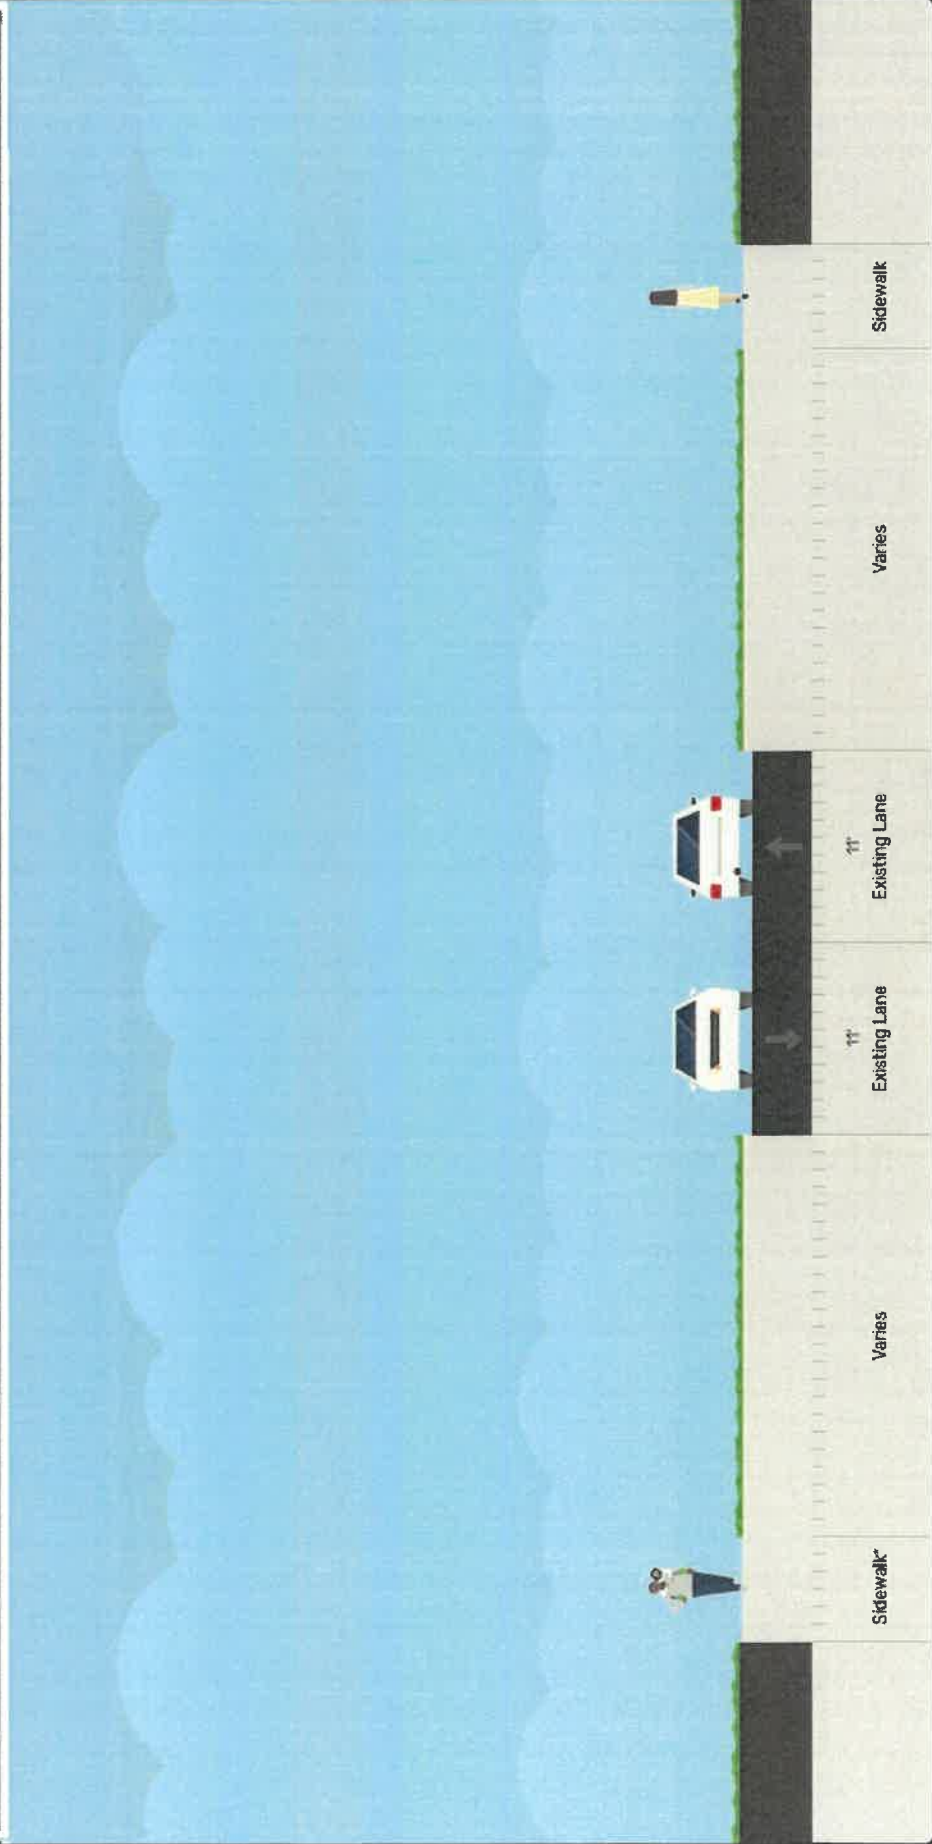 Sidewalk*
Varies
11'
Existing Lane
11'
Existing Lane
Varies
Sidewalk